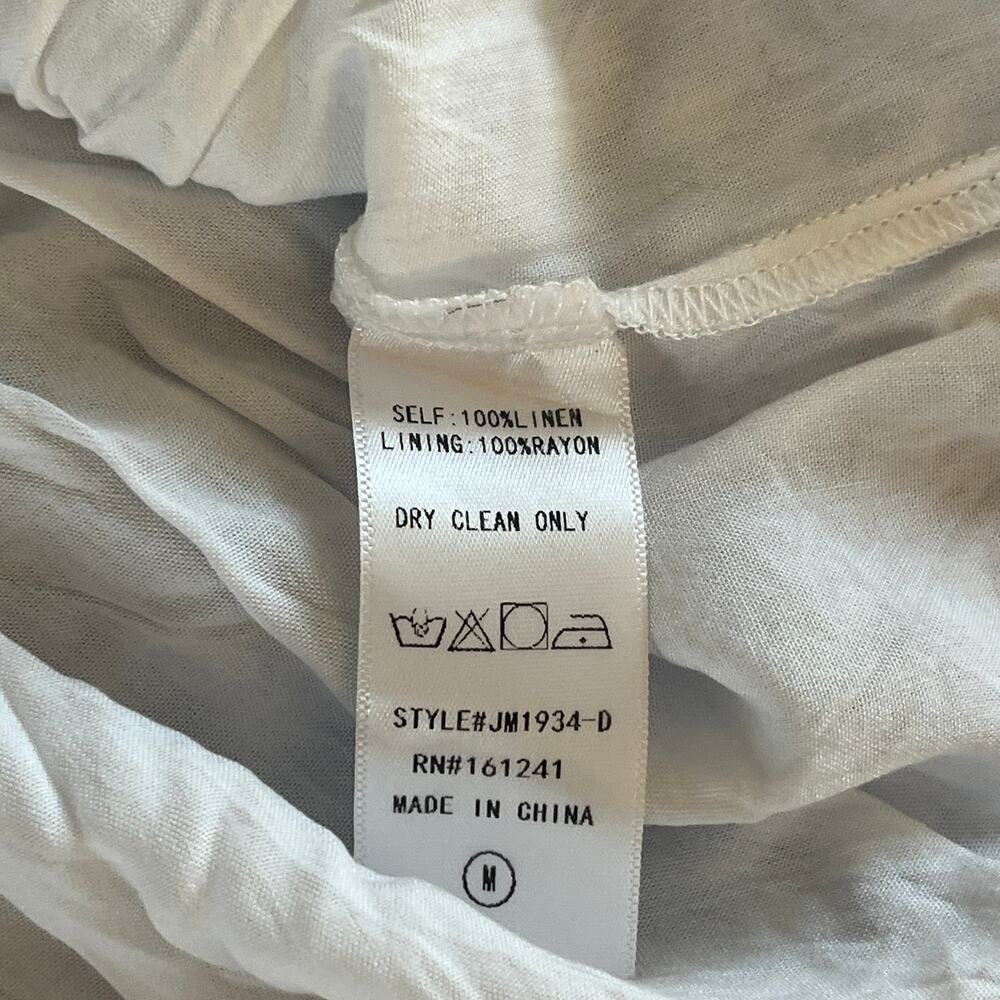 SELF:100%LINEN
LINING:100%RAYON
DRY CLEAN ONLY
STYLE#JM1934-D
RN#161241
MADE IN CHINA
M